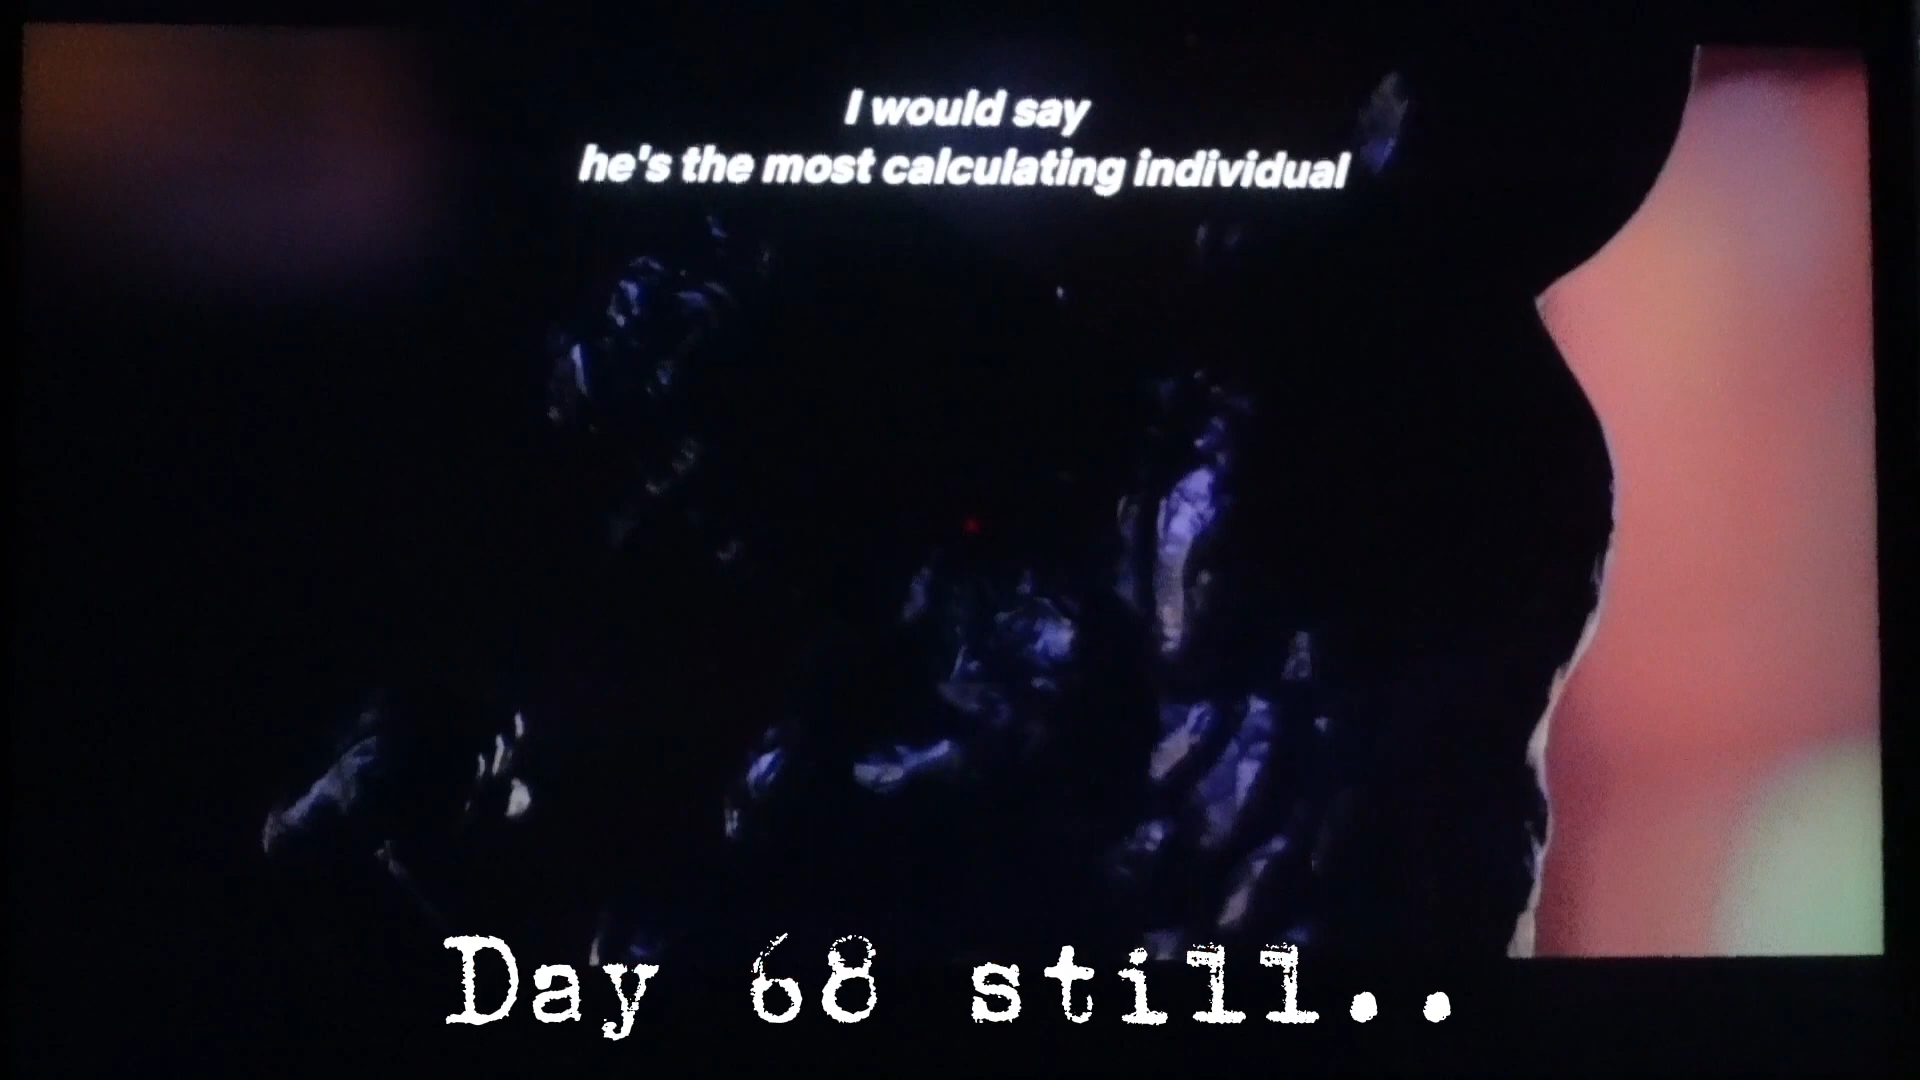 I would say
he's the most calculating individual
Day 68 still..